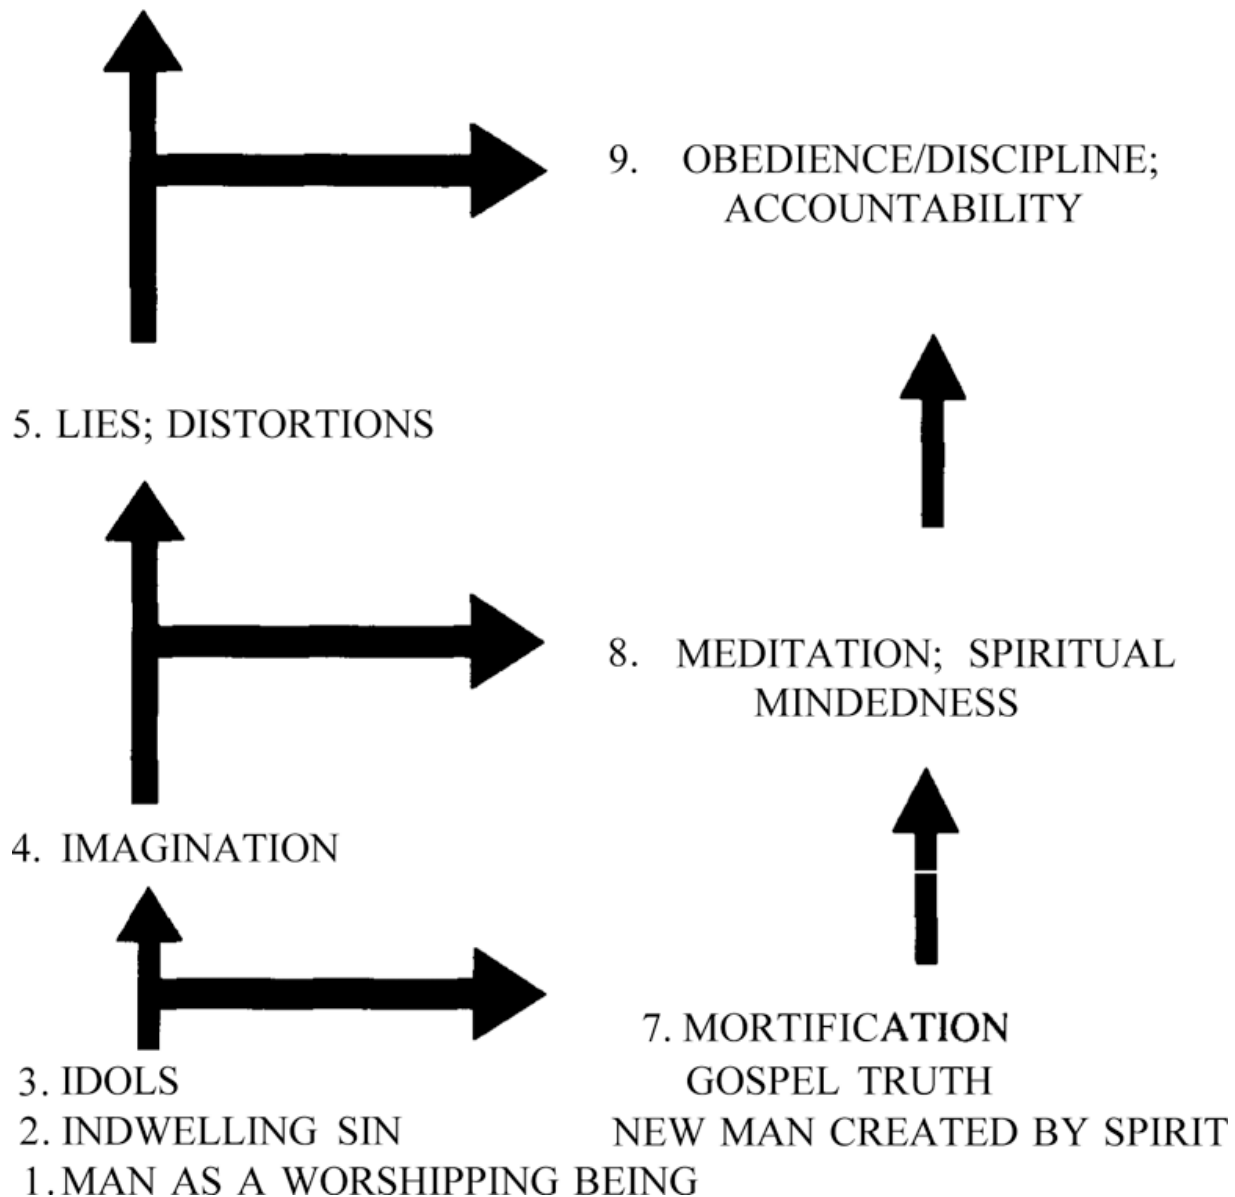 9. OBEDIENCE/DISCIPLINE;
ACCOUNTABILITY
5. LIES; DISTORTIONS
8. MEDITATION; SPIRITUAL
MINDEDNESS
4. IMAGINATION
7. MORTIFICATION
3. IDOLS
GOSPEL TRUTH
2. INDWELLING SIN
NEW MAN CREATED BY SPIRIT
1. MAN AS A WORSHIPPING BEING